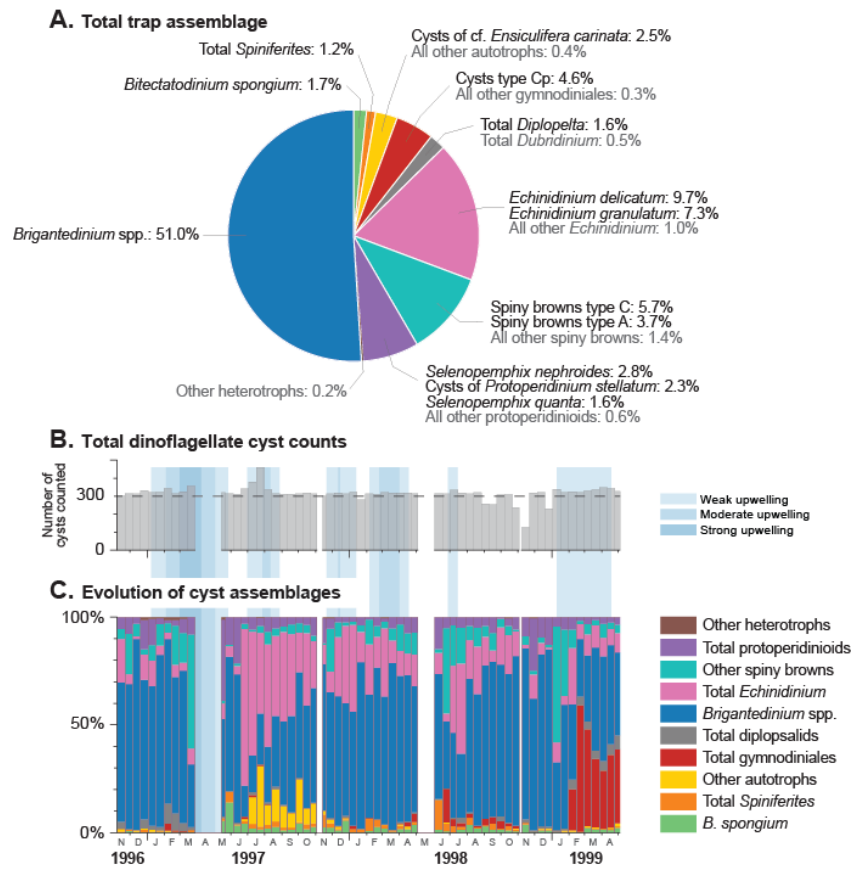 A. Total trap assemblage
Total Spiniferites: 1.2%
Bitectatodinium spongium: 1.7%
Cysts of cf. Ensiculifera carinata: 2.5%
All other autotrophs: 0.4%
Cysts type Cp: 4.6%
All other gymnodiniales: 0.3%
Total Diplopelta: 1.6%
Total Dubridinium: 0.5%
Echinidinium delicatum: 9.7%
Echinidinium granulatum: 7.3%
All other Echinidinium: 1.0%
Brigantedinium spp.: 51.0%
Spiny browns type C: 5.7%
Spiny browns type A: 3.7%
All other spiny browns: 1.4%
Other heterotrophs: 0.2%
Selenopemphix nephroides: 2.8%
Cysts of Protoperidinium stellatum: 2.3%
Selenopemphix quanta: 1.6%
All other protoperidinioids: 0.6%
B. Total dinoflagellate cyst counts
Number of
cysts counted
300
0
Weak upwelling
Moderate upwelling
Strong upwelling
C. Evolution of cyst assemblages
100%
50%
0%
Other heterotrophs
Total protoperidinioids
Other spiny browns
Total Echinidinium
Brigantedinium spp.
Total diplopsalids
Total gymnodiniales
Other autotrophs
Total Spiniferites
B. spongium
N D J F M A M J J A S O N D J F M A M J J A S O N D J F M A
1996 1997 1998 1999